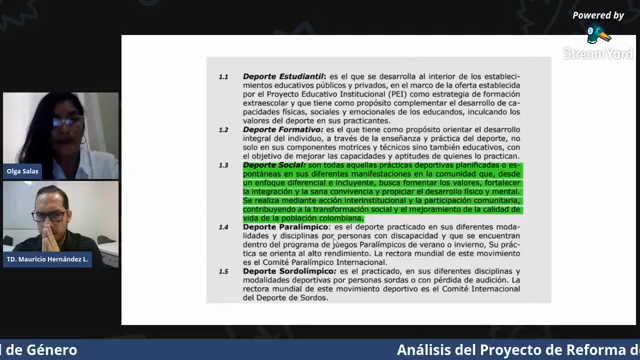 Powered by
StreamYard
1.1 Deporte Estudiantil: es el que se desarrolla al interior de los estableci-
mientos educativos públicos y privados, en el marco de la oferta establecida
por el Proyecto Educativo Institucional (PEI) como estrategia de formación
extraescolar y que tiene como propósito complementar el desarrollo de ca-
pacidades físicas, sociales y emocionales de los educandos, inculcando los
valores del deporte en sus practicantes.
1.2 Deporte Formativo: es el que tiene como propósito orientar el desarrollo
integral del individuo, a través de la enseñanza y práctica del deporte, no
solo en sus componentes motrices y técnicos sino también educativos, con
el objetivo de mejorar las capacidades y aptitudes de quienes lo practican.
1.3 Deporte Social: son todas aquellas prácticas deportivas planificadas o es-
pontáneas en sus diferentes manifestaciones en la comunidad que, desde
un enfoque diferencial e incluyente, busca fomentar los valores, fortalecer
la integración y la sana convivencia y propiciar el desarrollo físico y mental.
Se realiza mediante acción interinstitucional y la participación comunitaria,
contribuyendo a la transformación social y el mejoramiento de la calidad de
vida de la población colombiana.
1.4 Deporte Paralímpico: es el deporte practicado en sus diferentes moda-
lidades y disciplinas por personas con discapacidad y que se encuentran
dentro del programa de juegos Paralímpicos de verano o invierno, Su prác-
tica se orienta al alto rendimiento. La rectora mundial de este movimiento
es el Comité Paralímpico Internacional.
1.5 Deporte Sordolímpico: es el practicado, en sus diferentes disciplinas y
modalidades deportivas por personas sordas o con pérdida de audición. La
rectora mundial de este movimiento deportivo es el Comité Internacional
del Deporte de Sordos.
Olga Salas
TD. Mauricio Hernández L.
l de Género
Análisis del Proyecto de Reforma d